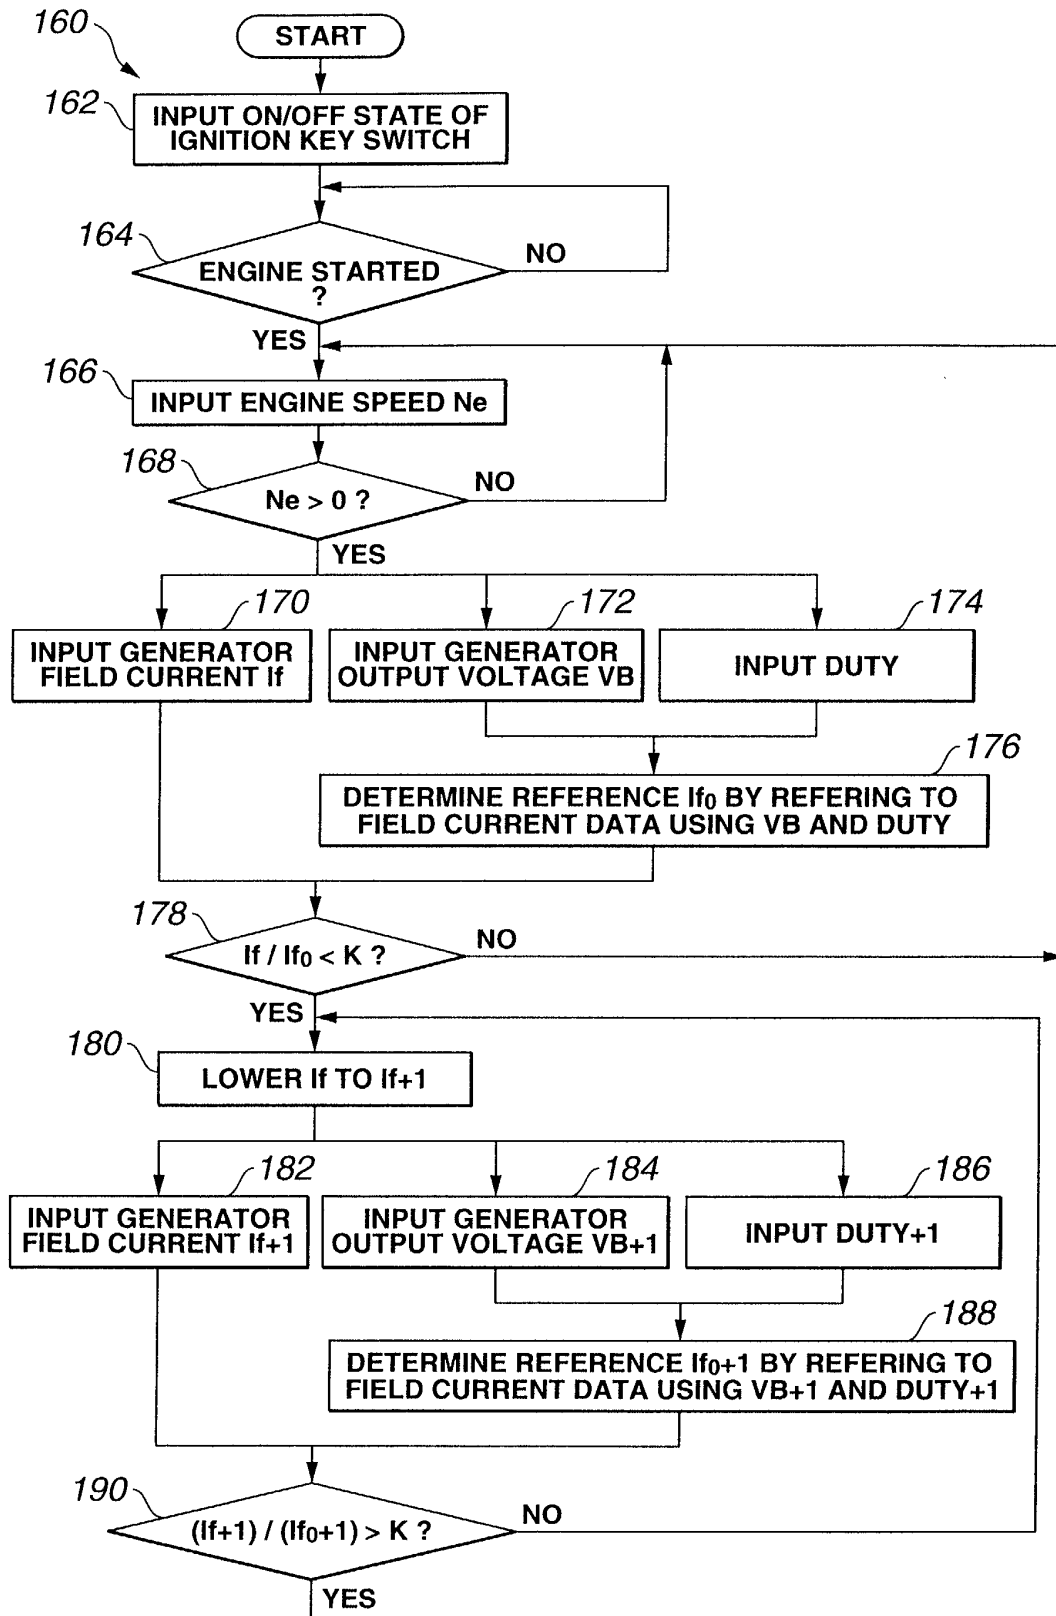 160
START
162
INPUT ON/OFF STATE OF
IGNITION KEY SWITCH
164
ENGINE STARTED
?
NO
YES
166
INPUT ENGINE SPEED Ne
168
Ne > 0 ?
NO
YES
170
INPUT GENERATOR
FIELD CURRENT If
172
INPUT GENERATOR
OUTPUT VOLTAGE VB
174
INPUT DUTY
176
DETERMINE REFERENCE If0 BY REFERING TO
FIELD CURRENT DATA USING VB AND DUTY
178
If / If0 < K ?
NO
YES
180
LOWER If TO If+1
182
INPUT GENERATOR
FIELD CURRENT If+1
184
INPUT GENERATOR
OUTPUT VOLTAGE VB+1
186
INPUT DUTY+1
188
DETERMINE REFERENCE If0+1 BY REFERING TO
FIELD CURRENT DATA USING VB+1 AND DUTY+1
190
(If+1) / (If0+1) > K ?
NO
YES